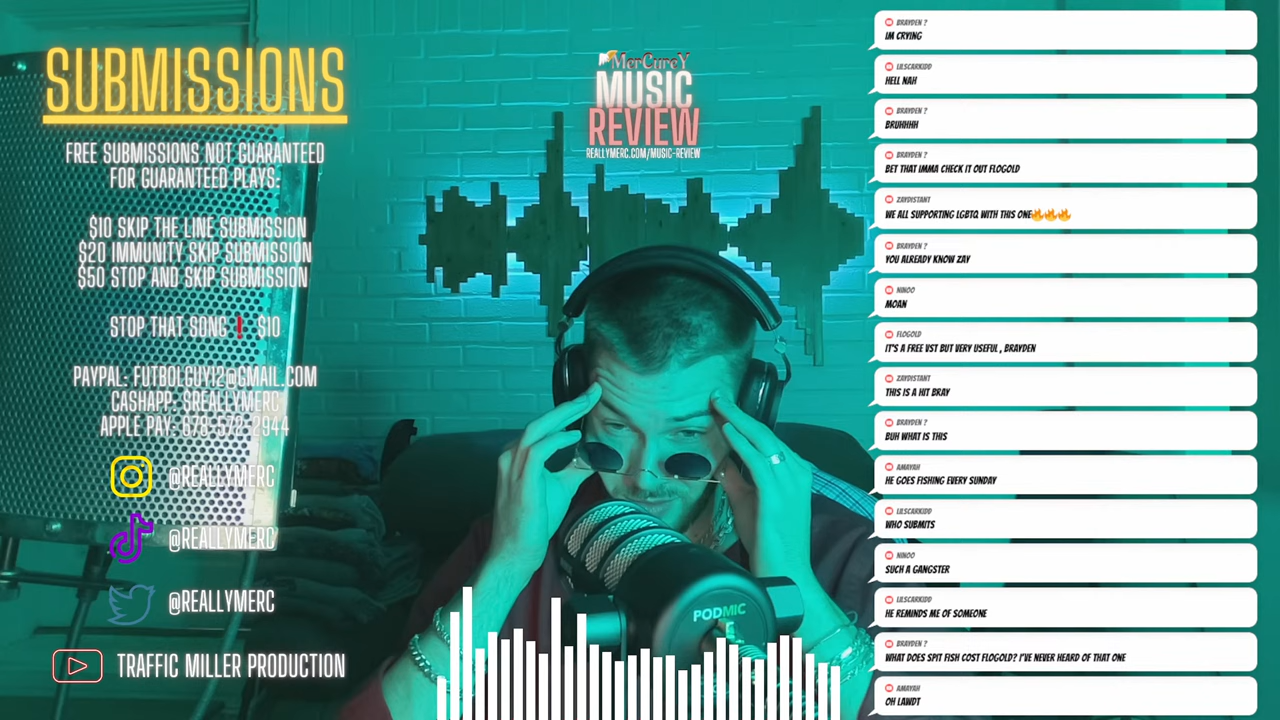 SUBMISSIONS
FREE SUBMISSIONS NOT GUARANTEED
FOR GUARANTEED PLAYS:
$10 SKIP THE LINE SUBMISSION
$20 IMMUNITY SKIP SUBMISSION
$50 STOP AND SKIP SUBMISSION
STOP THAT SONG❗ $10
PAYPAL: FUTBOLGUY12@GMAIL.COM
CASHAPP: $REALLYMERC
APPLE PAY: 678-572-2944
@REALLYMERC
@REALLYMERC
@REALLYMERC
TRAFFIC MILLER PRODUCTION
MerCureY
MUSIC
REVIEW
REALLYMERC.COM/MUSIC-REVIEW
PODMIC
BRAYDEN ?
IM CRYING
LILSCARKIDD
HELL NAH
BRAYDEN ?
BRUHHHH
BRAYDEN ?
BET THAT IMMA CHECK IT OUT FLOGOLD
ZAYDISTANT
WE ALL SUPPORTING LGBTQ WITH THIS ONE🔥🔥🔥
BRAYDEN ?
YOU ALREADY KNOW ZAY
NINOO
MOAN
FLOGOLD
IT'S A FREE VST BUT VERY USEFUL , BRAYDEN
ZAYDISTANT
THIS IS A HIT BRAY
BRAYDEN ?
BUH WHAT IS THIS
AMAYAH
HE GOES FISHING EVERY SUNDAY
LILSCARKIDD
WHO SUBMITS
NINOO
SUCH A GANGSTER
LILSCARKIDD
HE REMINDS ME OF SOMEONE
BRAYDEN ?
WHAT DOES SPIT FISH COST FLOGOLD? I'VE NEVER HEARD OF THAT ONE
AMAYAH
OH LAWDT